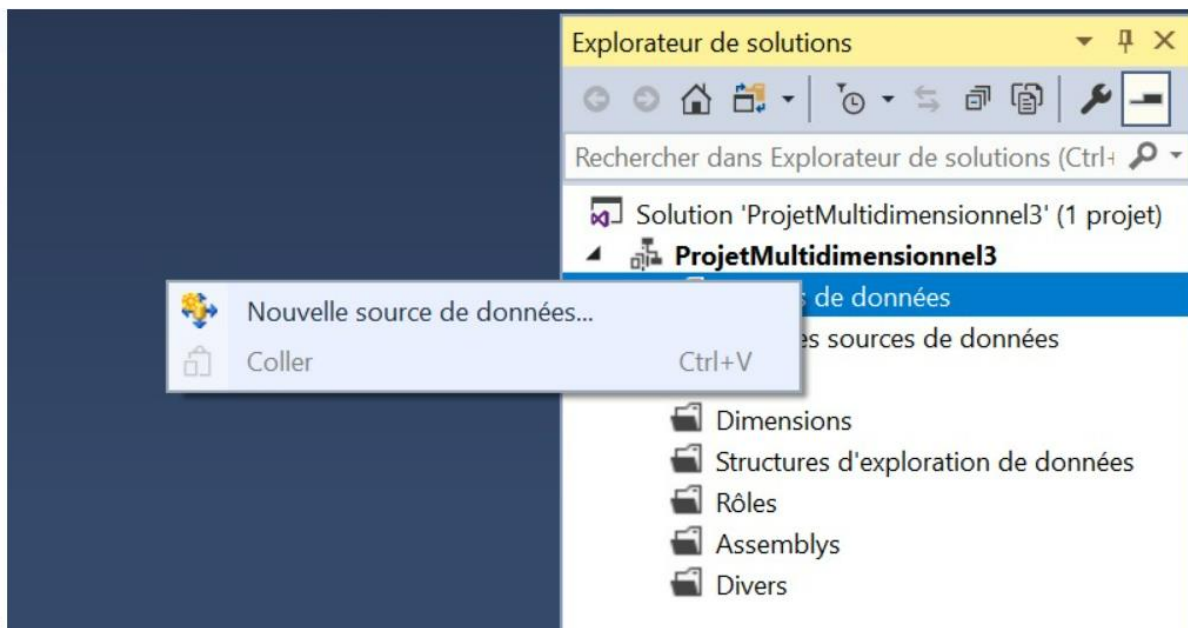 Explorateur de solutions
Rechercher dans Explorateur de solutions (Ctrl+
Solution 'ProjetMultidimensionnel3' (1 projet)
ProjetMultidimensionnel3
de données
Nouvelle source de données...
sources de données
Coller Ctrl+V
Dimensions
Structures d'exploration de données
Rôles
Assemblys
Divers